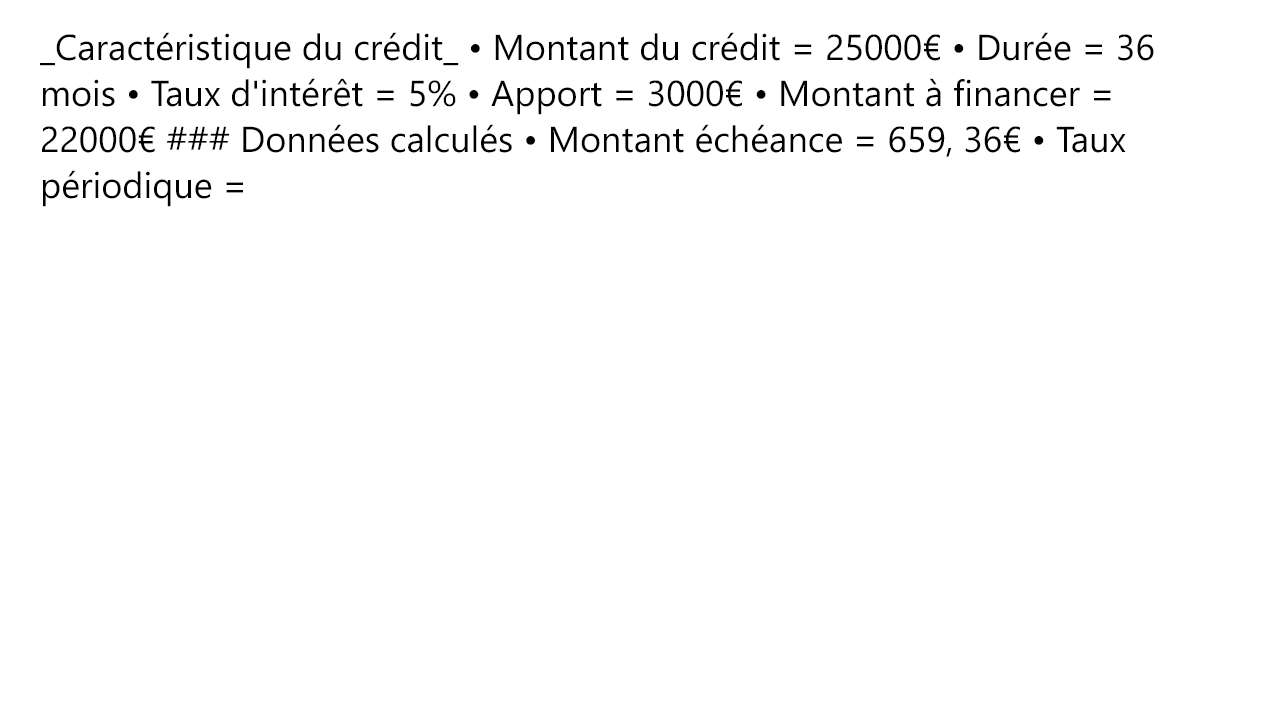 _Caractéristique du crédit_ • Montant du crédit = 25000€ • Durée = 36
mois • Taux d'intérêt = 5% • Apport = 3000€ • Montant à financer =
22000€ ### Données calculés • Montant échéance = 659, 36€ • Taux
périodique =